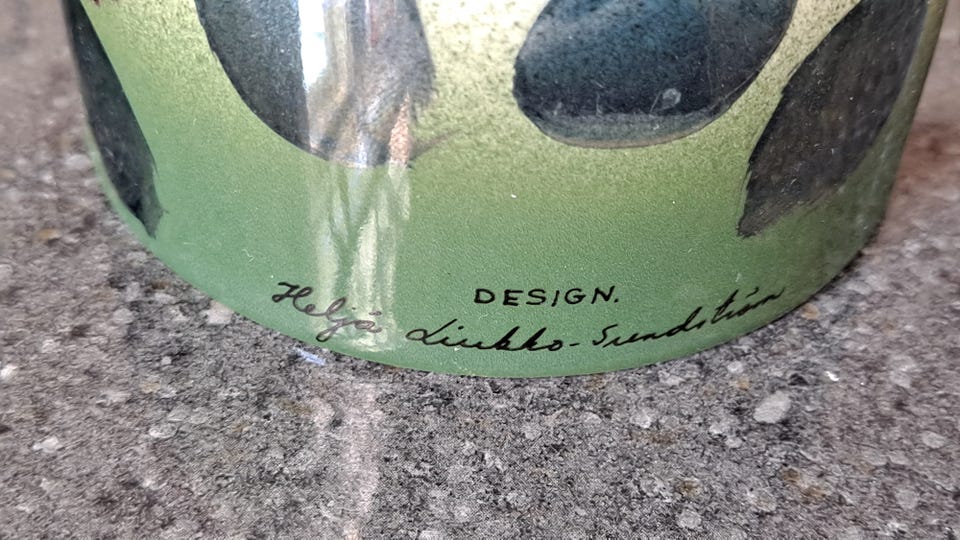 DESIGN.
Heljä Liukko-Sundström